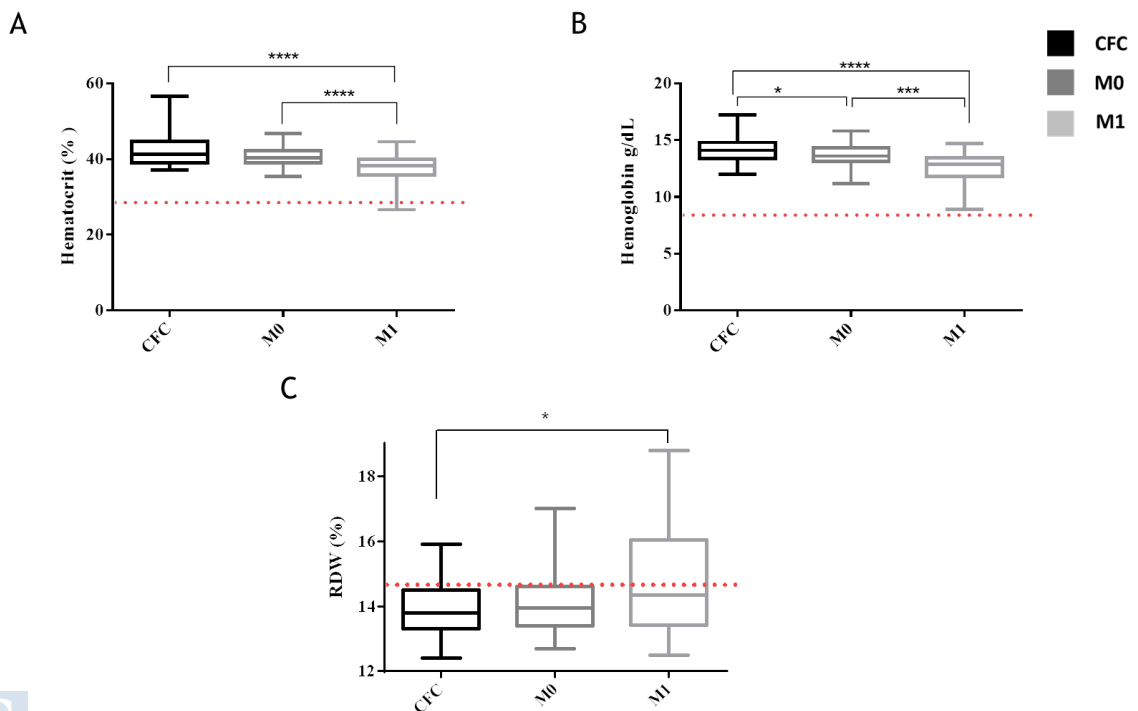 A
B
CFC
M0
M1
****
****
60
40
20
0
Hematocrit (% )
CFC
M0
M1
****
*
***
20
15
10
5
0
Hemoglobin g/dL
CFC
M0
M1
C
*
18
16
14
12
RDW (%)
CFC
M0
M1